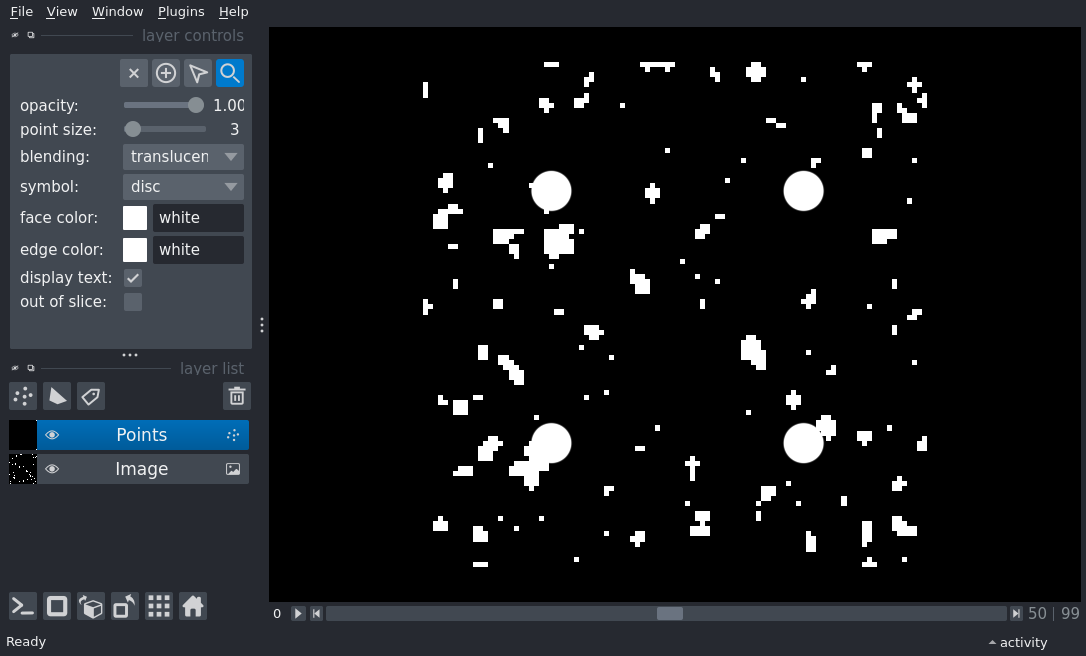 File View Window Plugins Help
layer controls
opacity: 1.00
point size: 3
blending: translucen
symbol: disc
face color: white
edge color: white
display text:
out of slice:
layer list
Points
Image
0 50 | 99
Ready activity